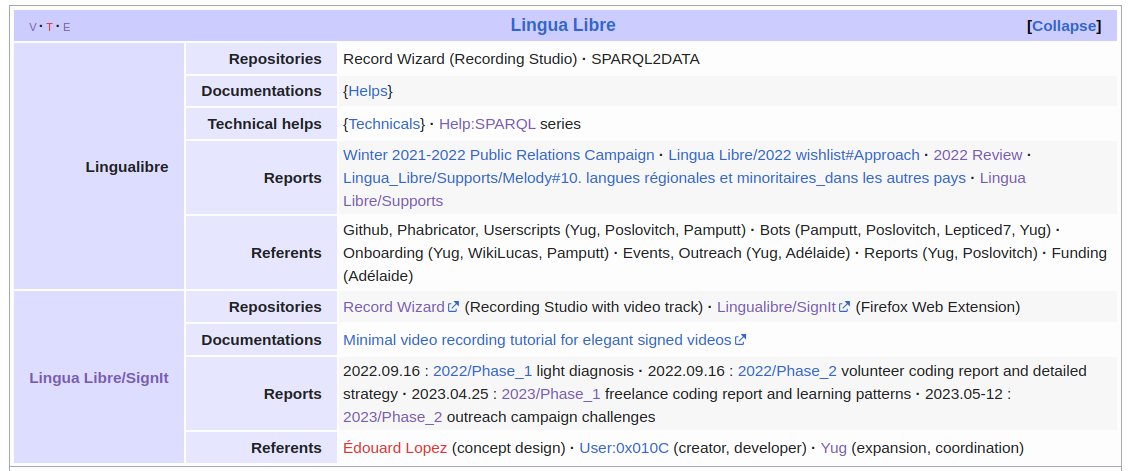 V · T · E Lingua Libre [Collapse]
Lingualibre
Repositories Record Wizard (Recording Studio) · SPARQL2DATA
Documentations {Helps}
Technical helps {Technicals} · Help:SPARQL series
Reports Winter 2021-2022 Public Relations Campaign · Lingua Libre/2022 wishlist#Approach · 2022 Review ·
Lingua_Libre/Supports/Melody#10. langues régionales et minoritaires_dans les autres pays · Lingua
Libre/Supports
Referents Github, Phabricator, Userscripts (Yug, Poslovitch, Pamputt) · Bots (Pamputt, Poslovitch, Lepticed7, Yug) ·
Onboarding (Yug, WikiLucas, Pamputt) · Events, Outreach (Yug, Adélaide) · Reports (Yug, Poslovitch) · Funding
(Adélaide)
Lingua Libre/SignIt
Repositories Record Wizard (Recording Studio with video track) · Lingualibre/SignIt (Firefox Web Extension)
Documentations Minimal video recording tutorial for elegant signed videos
Reports 2022.09.16 : 2022/Phase_1 light diagnosis · 2022.09.16 : 2022/Phase_2 volunteer coding report and detailed
strategy · 2023.04.25 : 2023/Phase_1 freelance coding report and learning patterns · 2023.05-12 :
2023/Phase_2 outreach campaign challenges
Referents Édouard Lopez (concept design) · User:0x010C (creator, developer) · Yug (expansion, coordination)